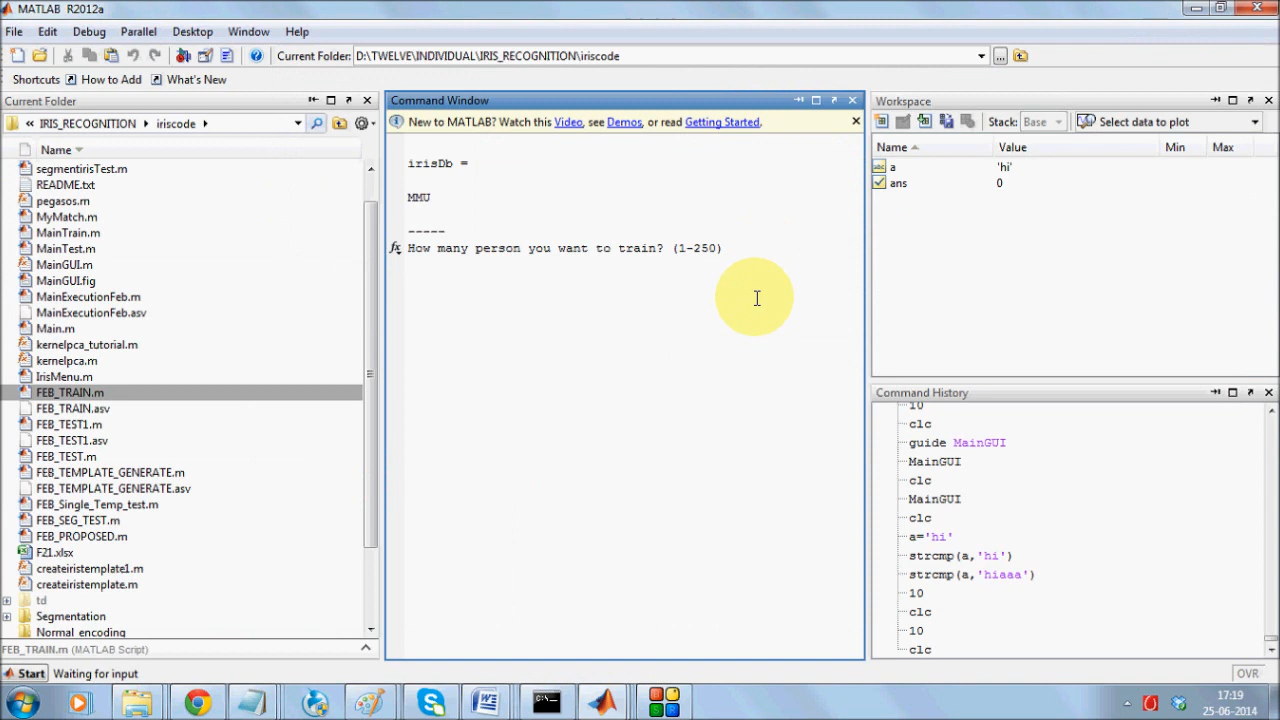 MATLAB R2012a
File Edit Debug Parallel Desktop Window Help
Current Folder: D:\TWELVE\INDIVIDUAL\IRIS_RECOGNITION\iriscode
Shortcuts How to Add What's New
Current Folder
« IRIS_RECOGNITION iriscode
Name
segmentirisTest.m
README.txt
pegasos.m
MyMatch.m
MainTrain.m
MainTest.m
MainGUI.m
MainGUI.fig
MainExecutionFeb.m
MainExecutionFeb.asv
Main.m
kernelpca_tutorial.m
kernelpca.m
IrisMenu.m
FEB_TRAIN.m
FEB_TRAIN.asv
FEB_TEST1.m
FEB_TEST1.asv
FEB_TEST.m
FEB_TEMPLATE_GENERATE.m
FEB_TEMPLATE_GENERATE.asv
FEB_Single_Temp_test.m
FEB_SEG_TEST.m
FEB_PROPOSED.m
F21.xlsx
createiristemplate1.m
createiristemplate.m
td
Segmentation
Normal encoding
FEB_TRAIN.m (MATLAB Script)
Command Window
New to MATLAB? Watch this Video, see Demos, or read Getting Started.
irisDb =
MMU
-----
fx How many person you want to train? (1-250)
Workspace
Stack: Base Select data to plot
Name Value Min Max
abc a 'hi'
ans 0
Command History
10
clc
guide MainGUI
MainGUI
clc
MainGUI
clc
a='hi'
strcmp(a,'hi')
strcmp(a,'hiaaa')
10
clc
10
clc
Start Waiting for input OVR
17:19
25-06-2014